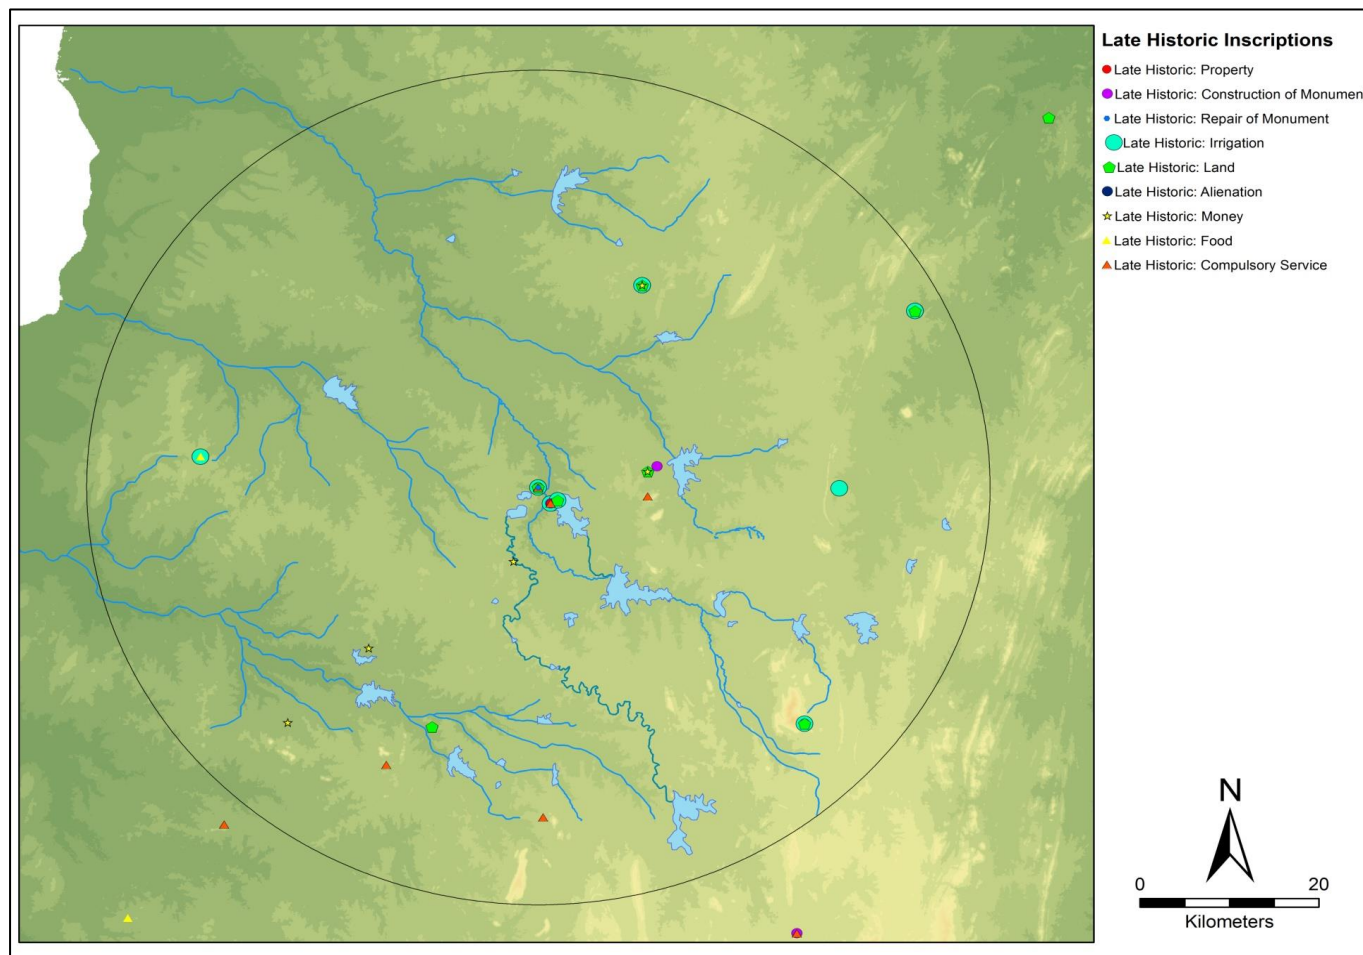 Late Historic Inscriptions
Late Historic: Property
Late Historic: Construction of Monumen
Late Historic: Repair of Monument
Late Historic: Irrigation
Late Historic: Land
Late Historic: Alienation
Late Historic: Money
Late Historic: Food
Late Historic: Compulsory Service
N
0 20
Kilometers